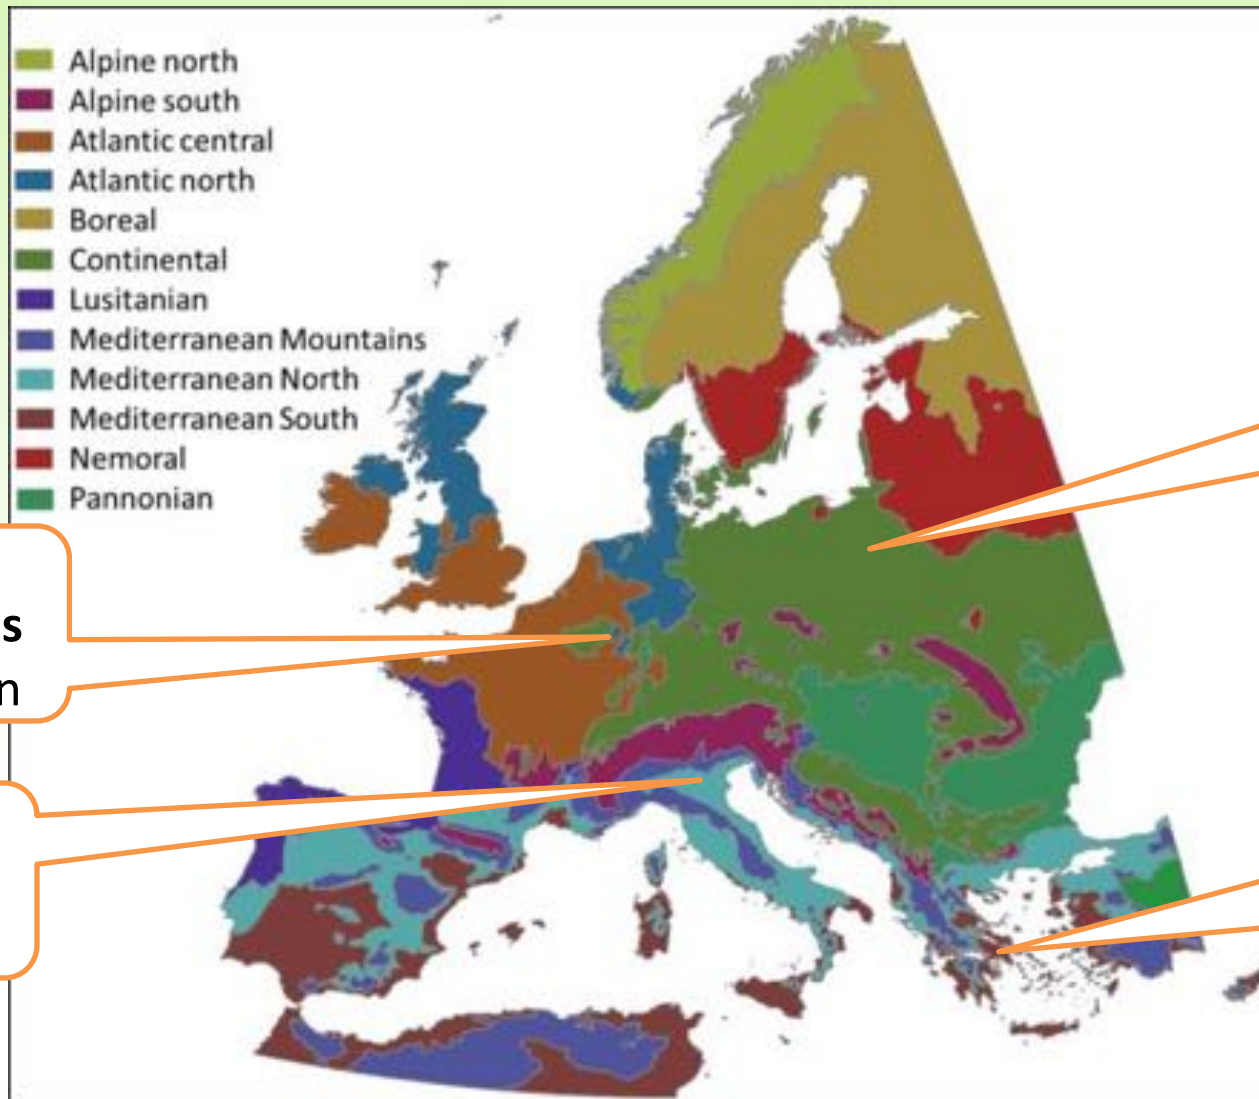 Alpine north
Alpine south
Atlantic central
Atlantic north
Boreal
Continental
Lusitanian
Mediterranean Mountains
Mediterranean North
Mediterranean South
Nemoral
Pannonian
s
n